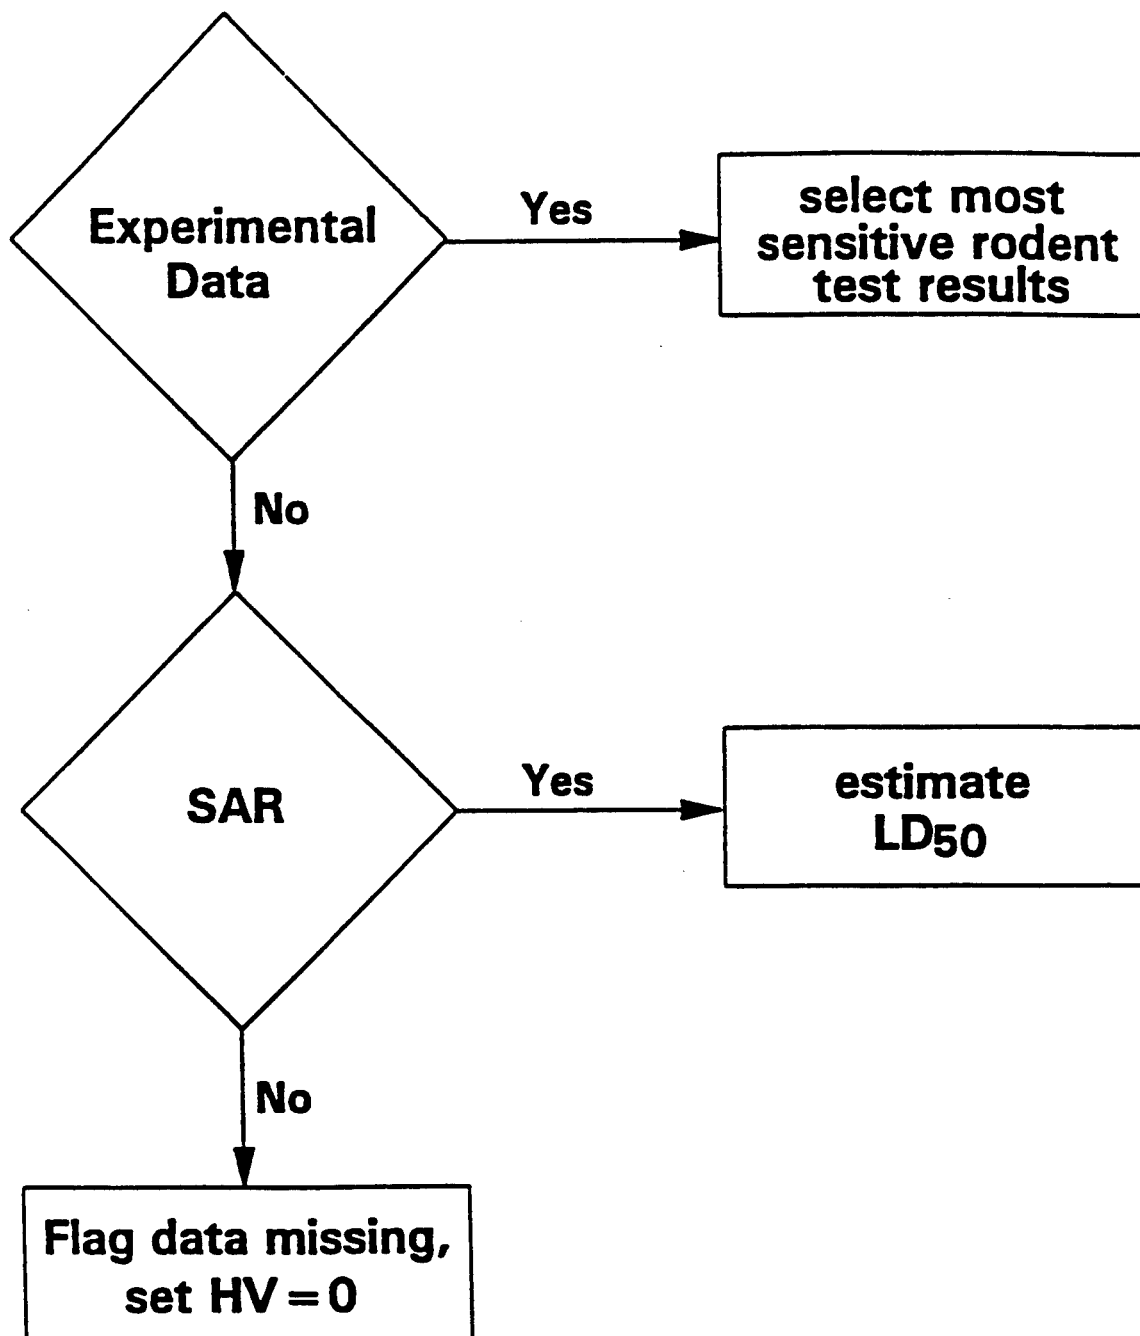 Experimental
Data
Yes
select most
sensitive rodent
test results
No
SAR
Yes
estimate
LD50
No
Flag data missing,
set HV = 0